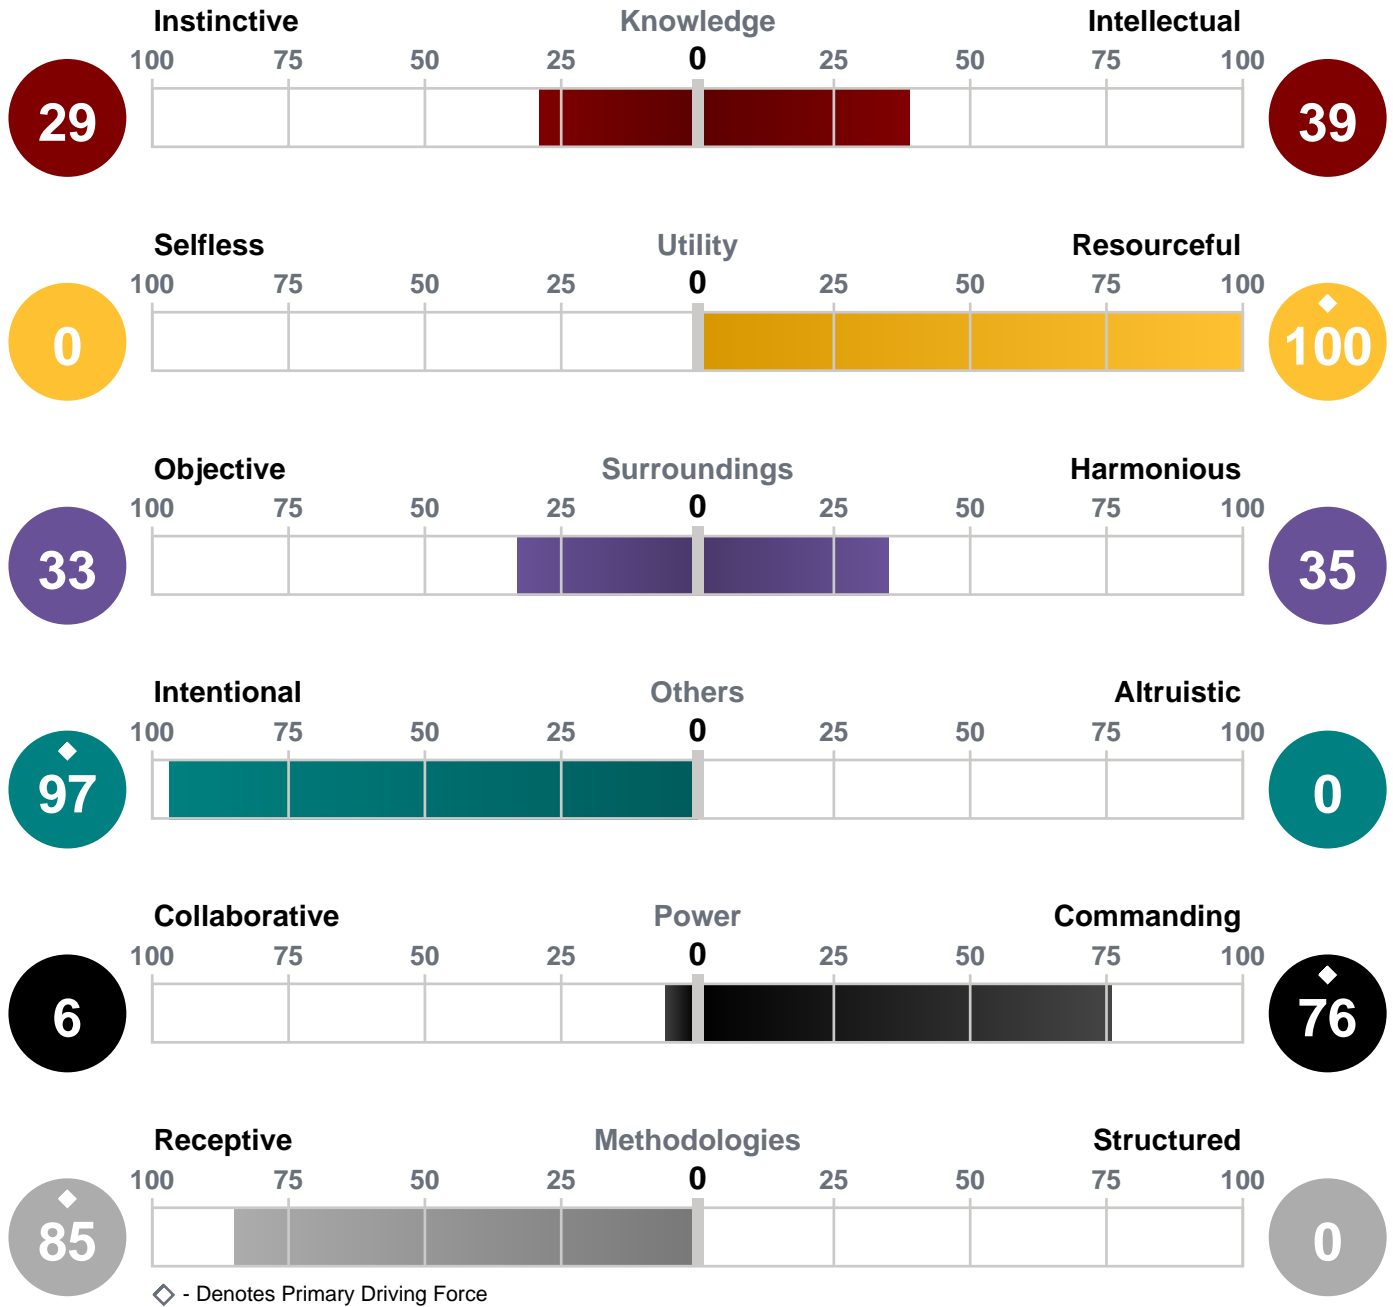 Instinctive Knowledge Intellectual
100 75 50 25 0 25 50 75 100
29 39
Selfless Utility Resourceful
100 75 50 25 0 25 50 75 100
0 100
Objective Surroundings Harmonious
100 75 50 25 0 25 50 75 100
33 35
Intentional Others Altruistic
100 75 50 25 0 25 50 75 100
97 0
Collaborative Power Commanding
100 75 50 25 0 25 50 75 100
6 76
Receptive Methodologies Structured
100 75 50 25 0 25 50 75 100
85 0
- Denotes Primary Driving Force